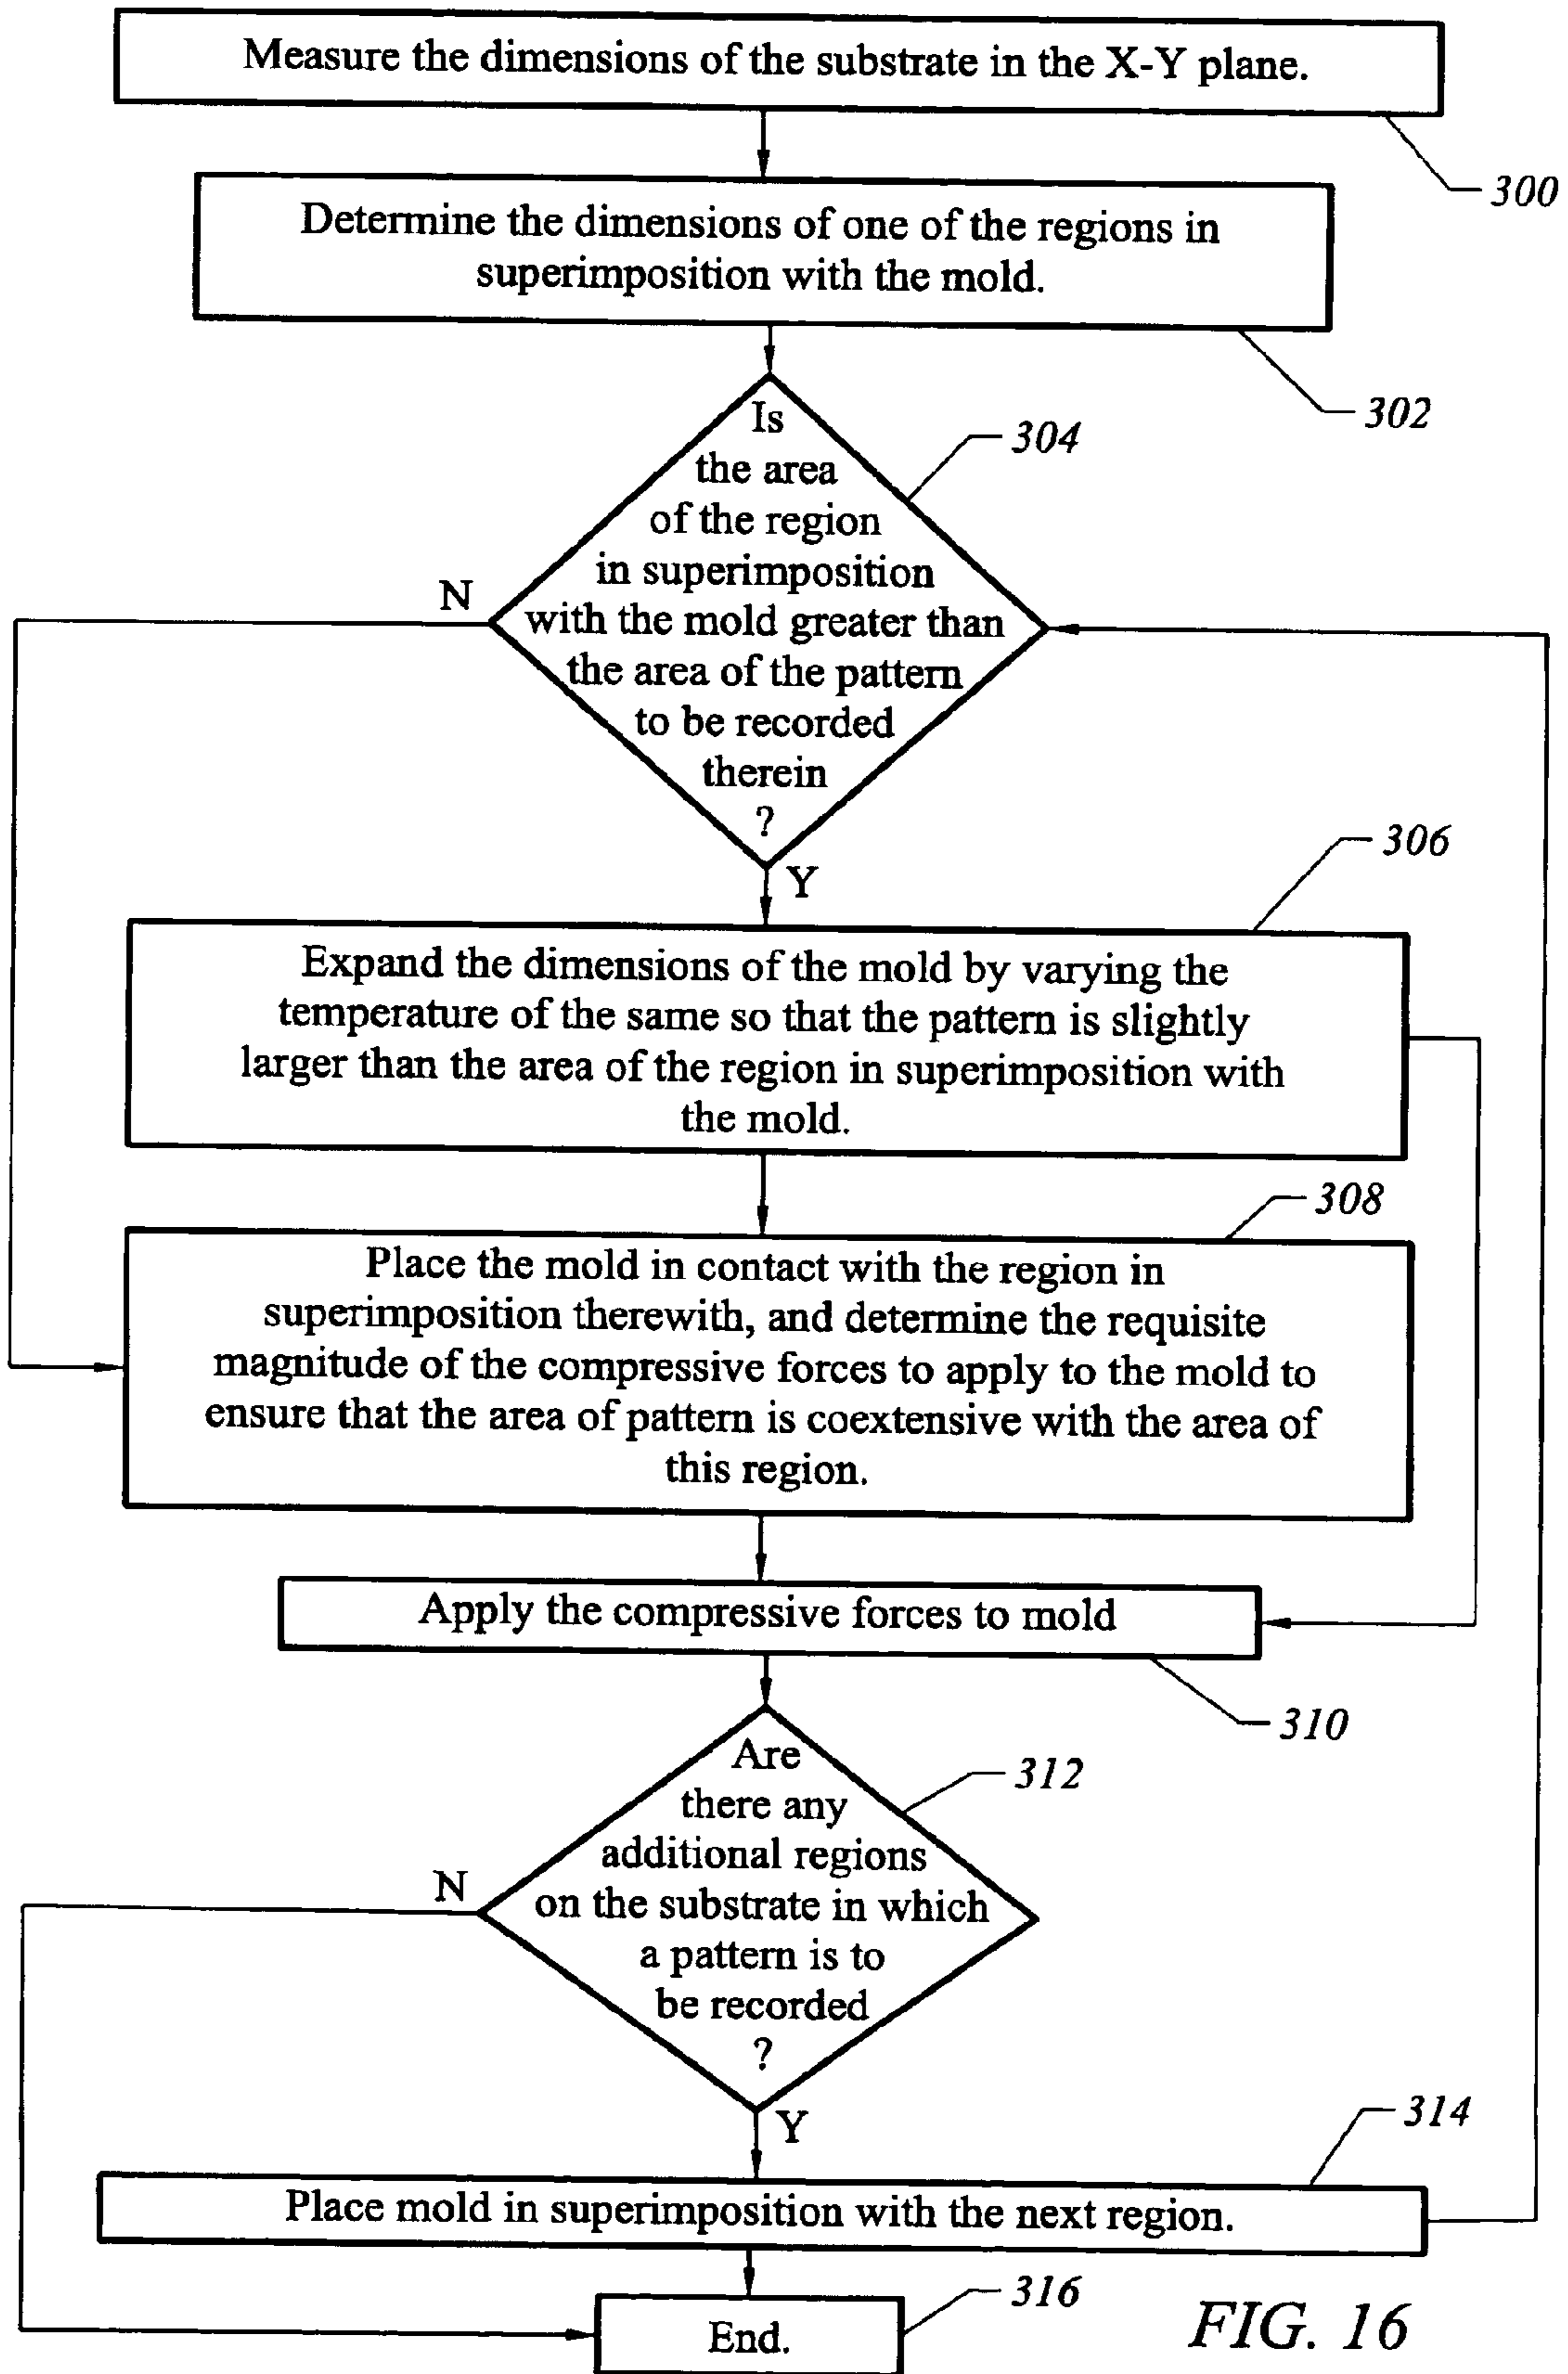 Measure the dimensions of the substrate in the X-Y plane.
300
Determine the dimensions of one of the regions in
superimposition with the mold.
302
Is
the area
of the region
in superimposition
with the mold greater than
the area of the pattern
to be recorded
therein
?
304
N
Y
306
Expand the dimensions of the mold by varying the
temperature of the same so that the pattern is slightly
larger than the area of the region in superimposition with
the mold.
308
Place the mold in contact with the region in
superimposition therewith, and determine the requisite
magnitude of the compressive forces to apply to the mold to
ensure that the area of pattern is coextensive with the area of
this region.
Apply the compressive forces to mold
310
Are
there any
additional regions
on the substrate in which
a pattern is to
be recorded
?
312
N
Y
314
Place mold in superimposition with the next region.
316
End.
FIG. 16